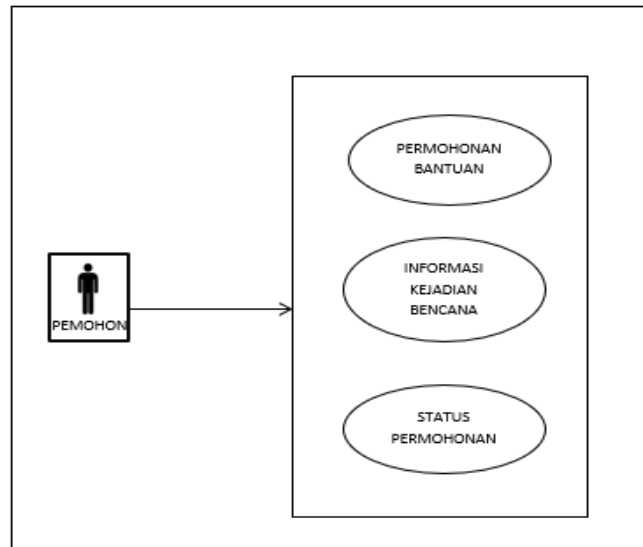 PERMOHONAN
BANTUAN
INFORMASI
KEJADIAN
BENCANA
PEMOHON
STATUS
PERMOHONAN